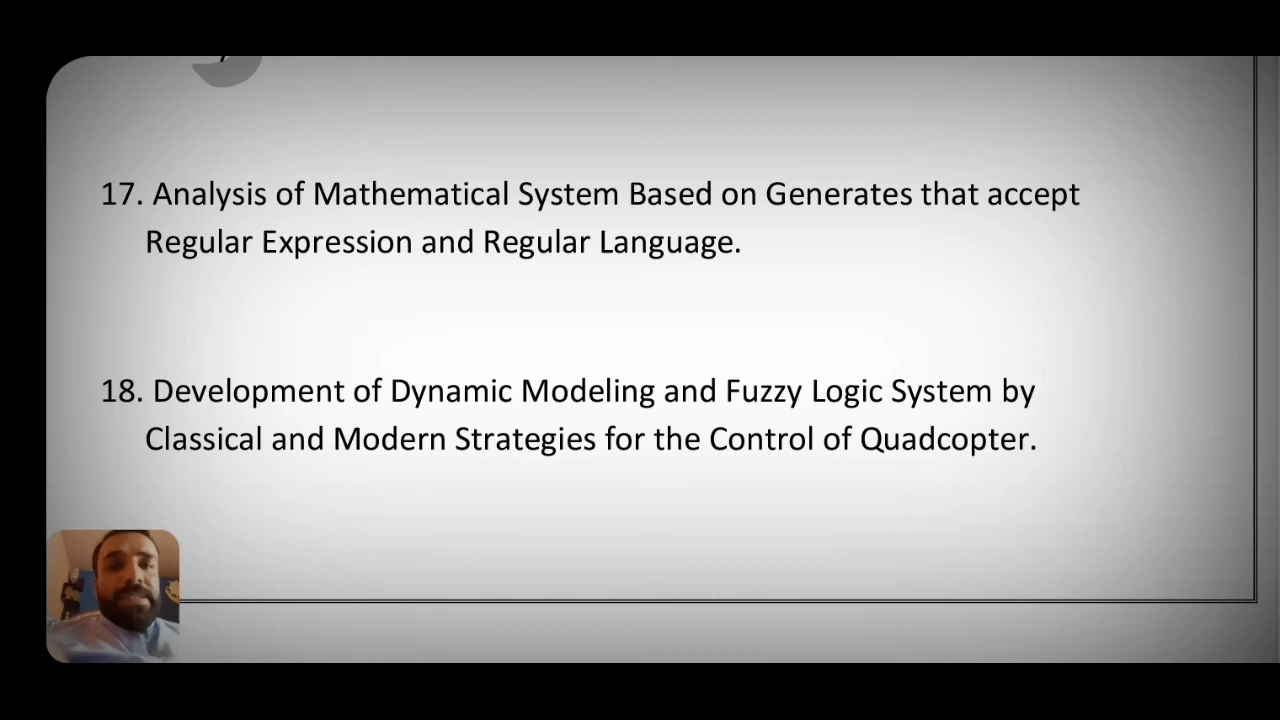 17. Analysis of Mathematical System Based on Generates that accept
Regular Expression and Regular Language.
18. Development of Dynamic Modeling and Fuzzy Logic System by
Classical and Modern Strategies for the Control of Quadcopter.